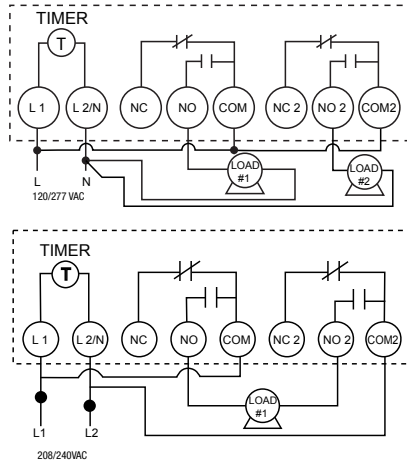 TIMER
T
L 1 L 2/N NC NO COM NC 2 NO 2 COM2
LOAD
#1
LOAD
#2
L N
120/277 VAC
TIMER
T
L 1 L 2/N NC NO COM NC 2 NO 2 COM2
LOAD
#1
L1 L2
208/240VAC